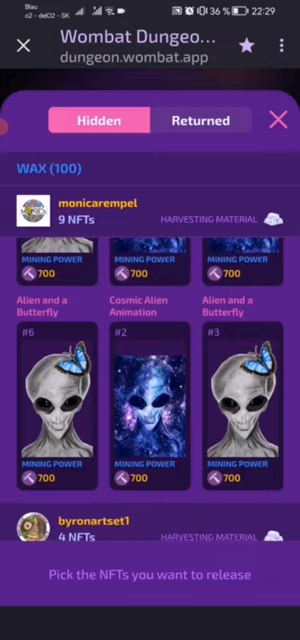 Blau
o2 - de
O2 - SK
36 %
22:29
Wombat Dungeo...
dungeon.wombat.app
Hidden
Returned
WAX (100)
monicarempel
9 NFTs
HARVESTING MATERIAL
MINING POWER
MINING POWER
MINING POWER
700
700
700
Alien and a
Butterfly
Cosmic Alien
Animation
Alien and a
Butterfly
#6
#2
#3
MINING POWER
MINING POWER
MINING POWER
700
700
700
byronartset1
4 NFTs
HARVESTING MATERIAL
Pick the NFTs you want to release